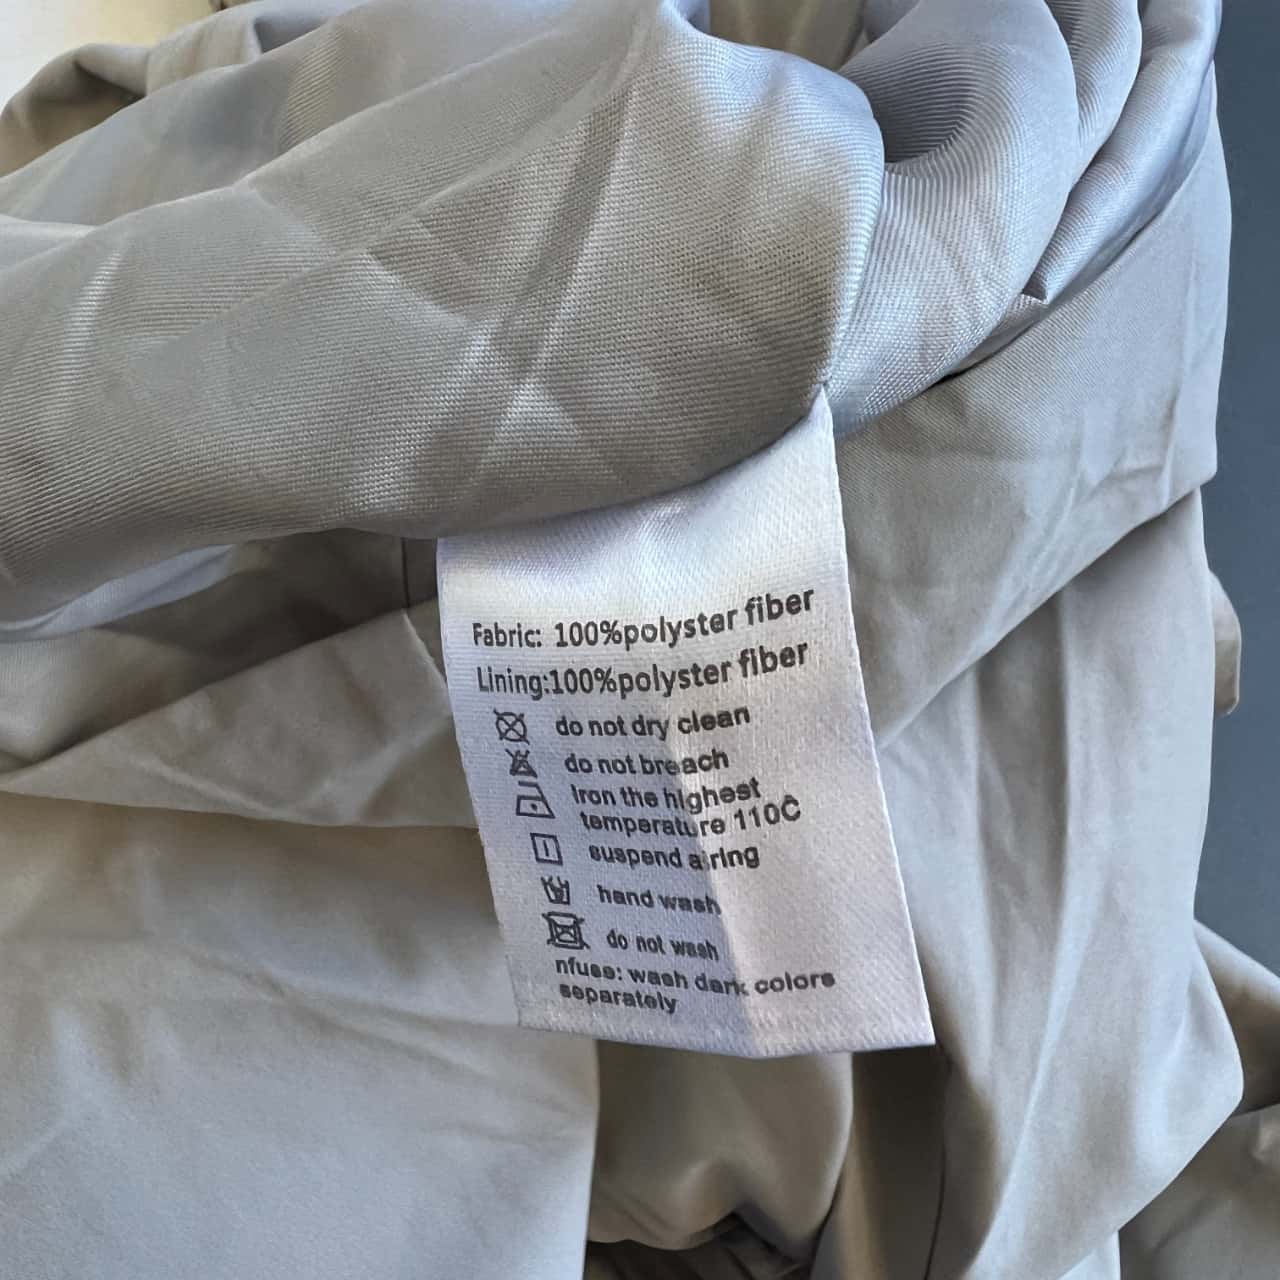 Fabric: 100%polyster fiber
Lining:100%polyster fiber
do not dry clean
do not breach
Iron the highest
temperature 110C
suspend airing
hand wash
do not wash
nfuse: wash dark colors
separately